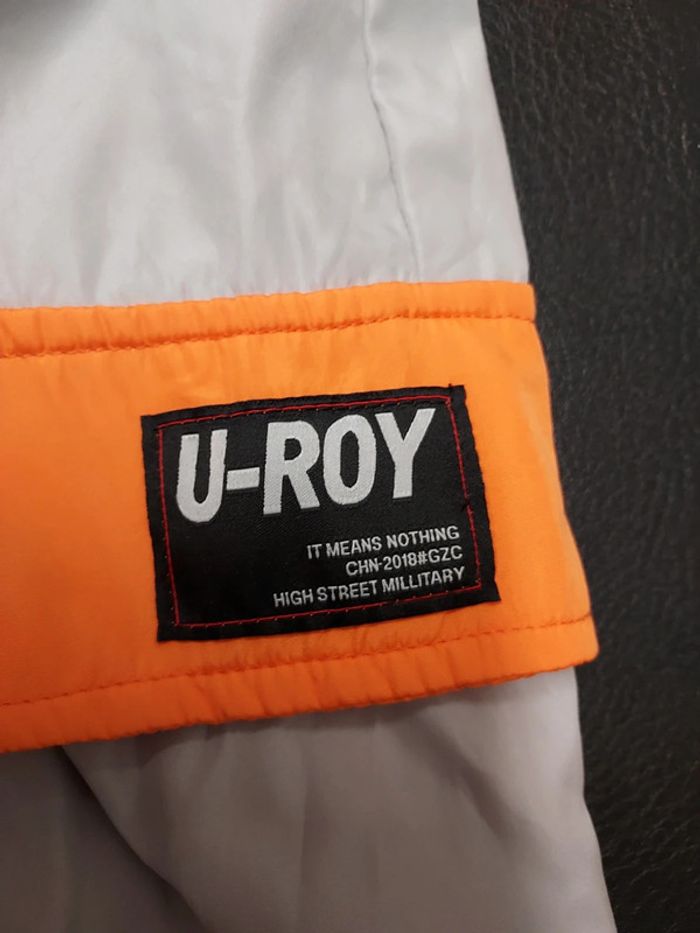 U-ROY
IT MEANS NOTHING
CHN-2018#GZC
HIGH STREET MILLITARY